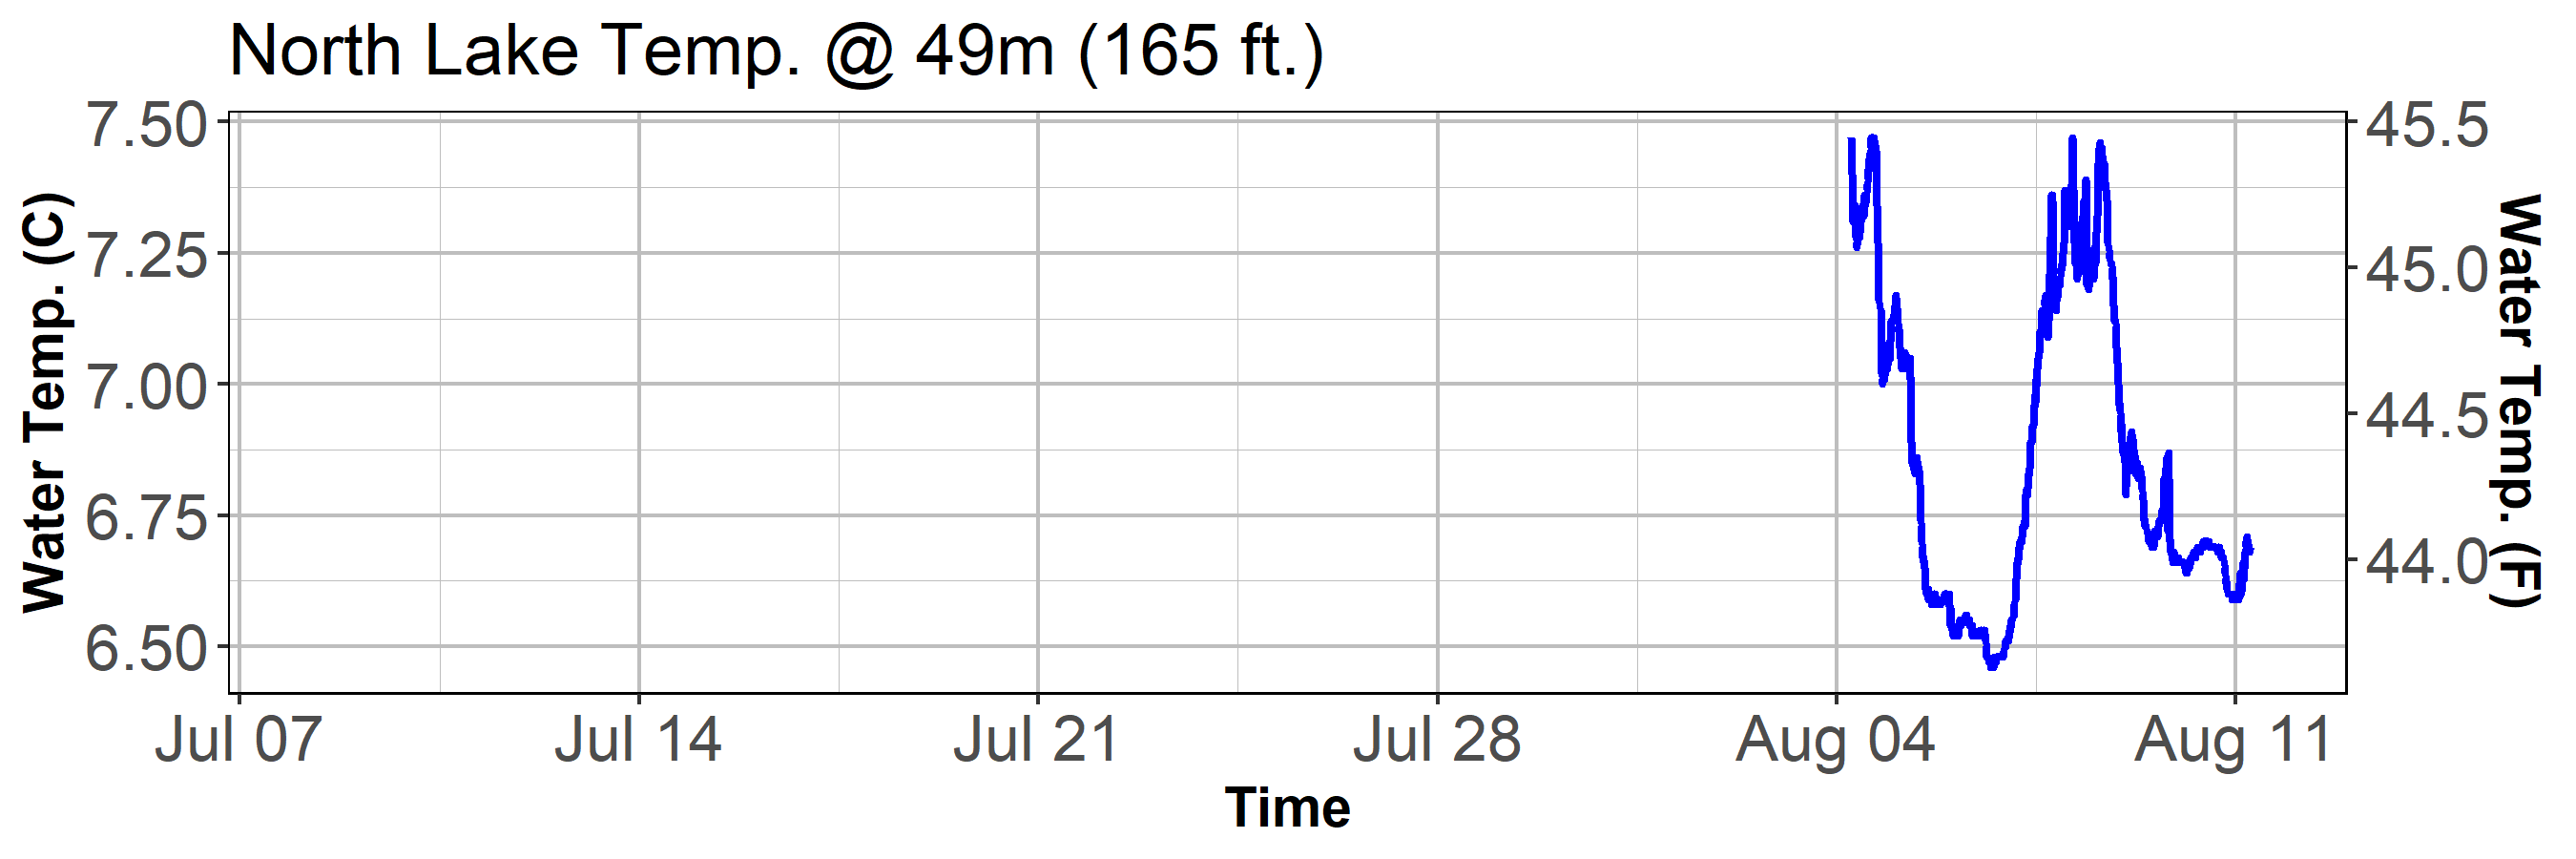 North Lake Temp. @ 49m (165 ft.)
7.50
7.25
7.00
6.75
6.50
Water Temp. (C)
45.5
45.0
44.5
44.0
Water Temp. (F)
Jul 07 Jul 14 Jul 21 Jul 28 Aug 04 Aug 11
Time